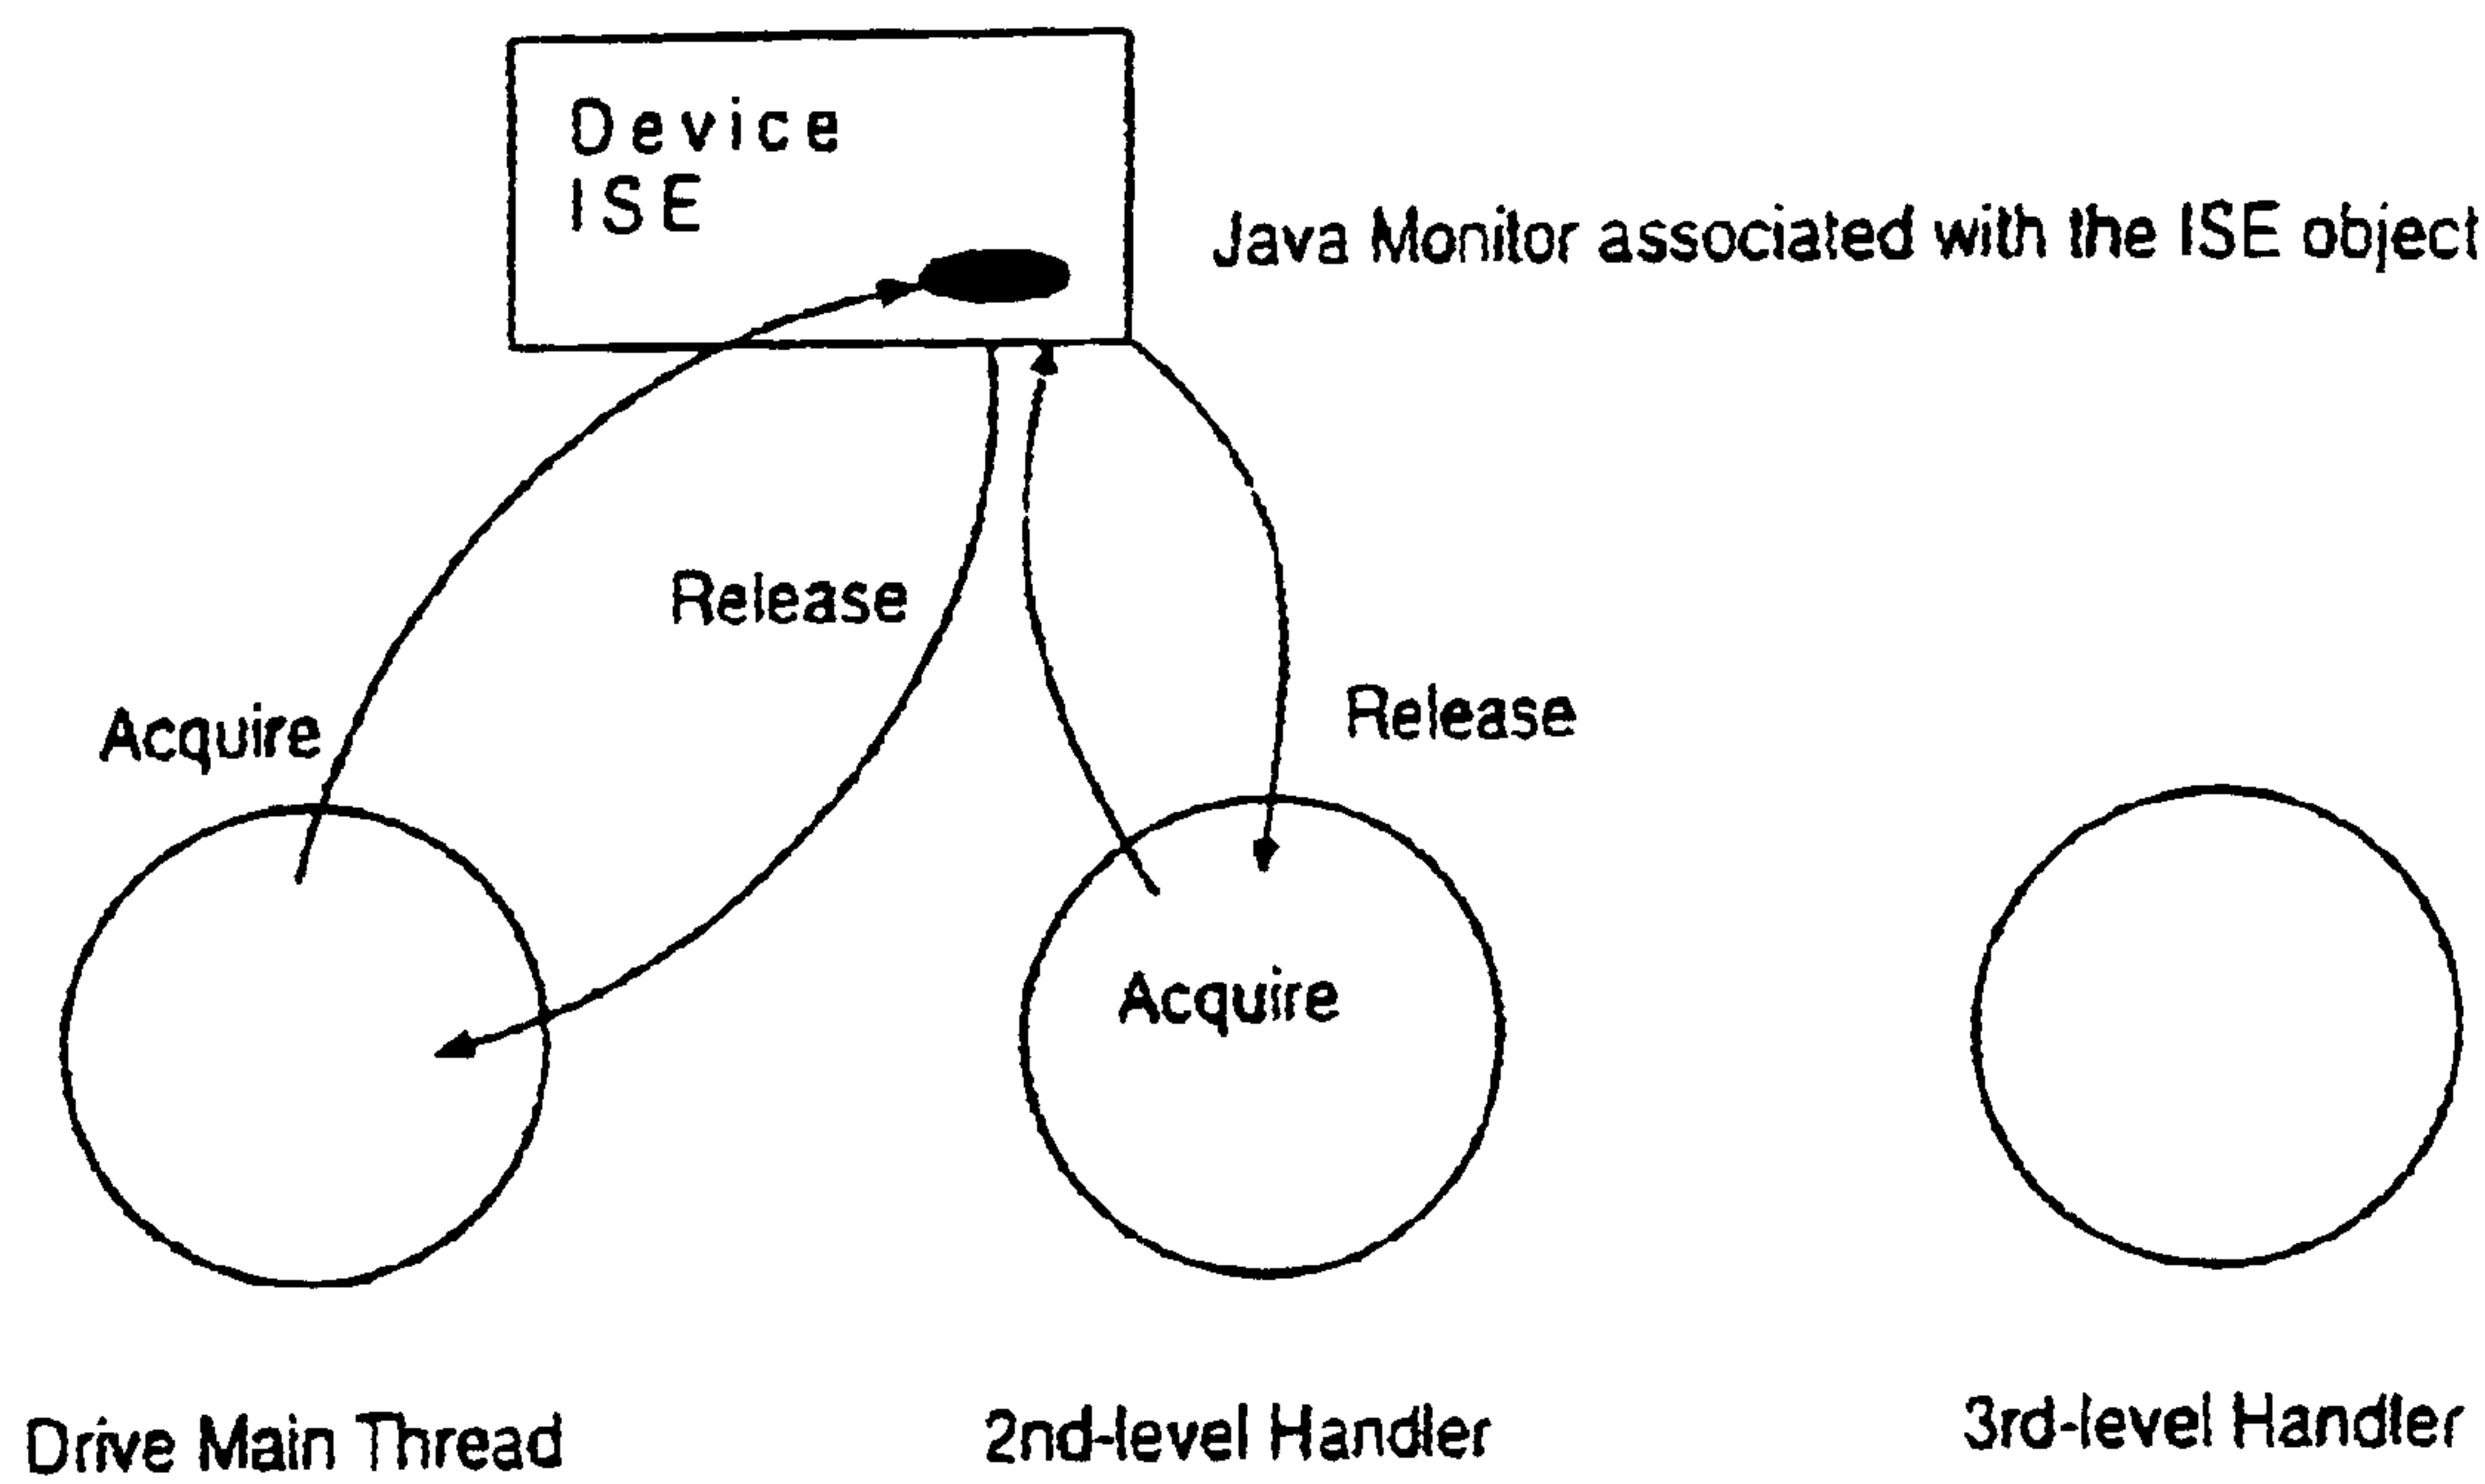 Device
ISE
Java Monitor associated with the ISE object
Release
Release
Acquire
Acquire
Drive Main Thread
2nd-level Handler
3rd-level Handler